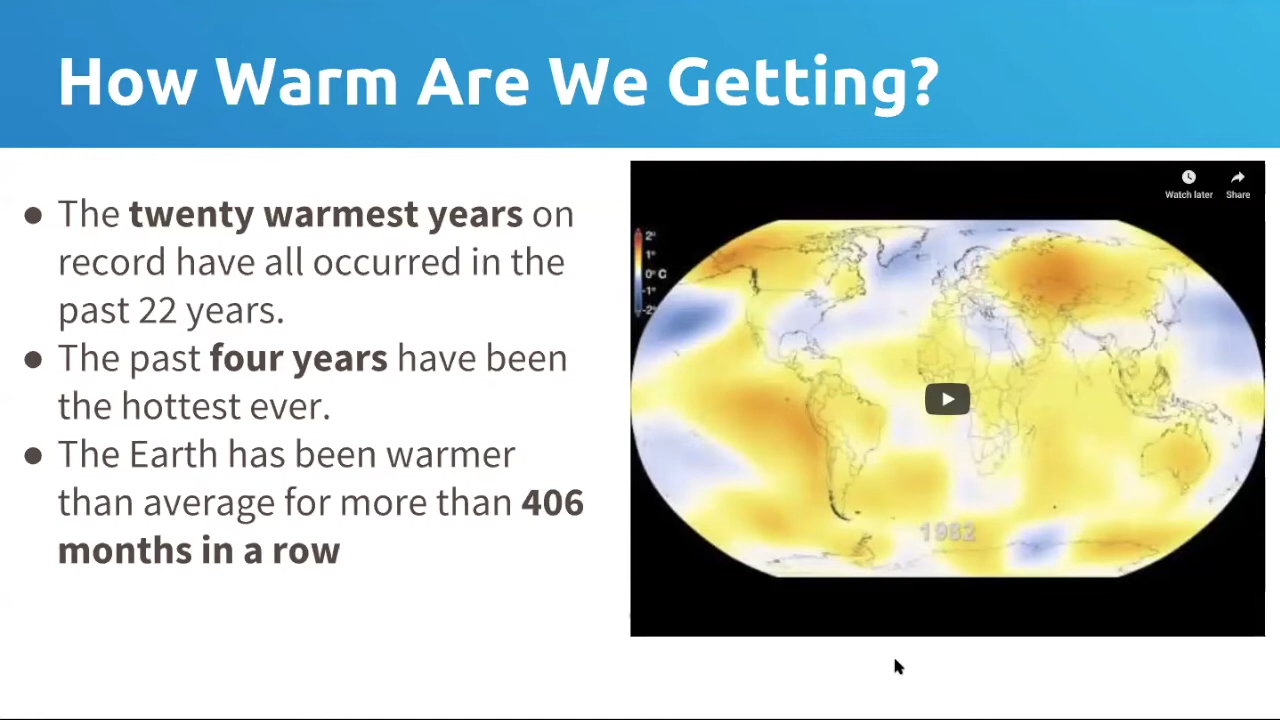 How Warm Are We Getting?
● The twenty warmest years on
record have all occurred in the
past 22 years.
● The past four years have been
the hottest ever.
● The Earth has been warmer
than average for more than 406
months in a row
Watch later
Share
2°
1°
0° C
-1°
-2°
1982